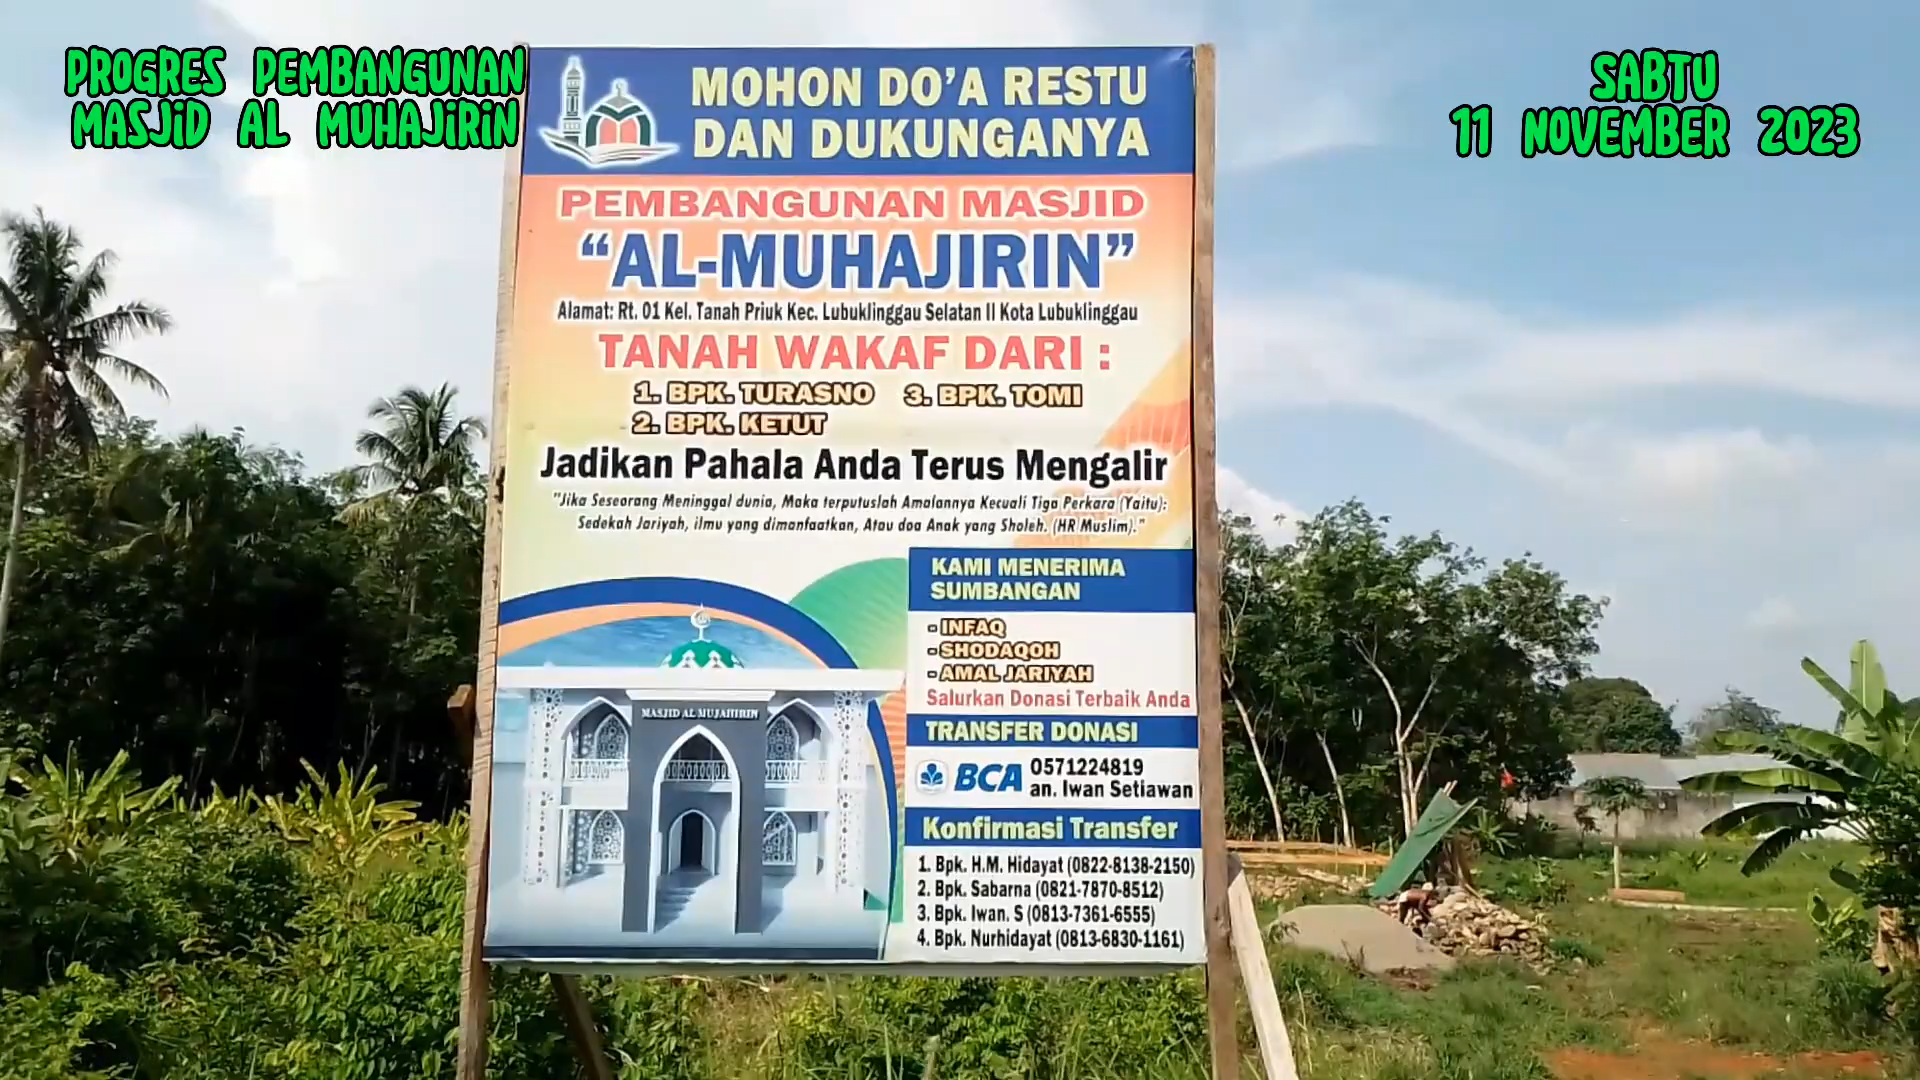 PROGRES PEMBANGUNAN
MASJID AL MUHAJIRIN
SABTU
11 NOVEMBER 2023
MOHON DO'A RESTU
DAN DUKUNGANYA
PEMBANGUNAN MASJID
"AL-MUHAJIRIN"
Alamat: Rt. 01 Kel. Tanah Priuk Kec. Lubuklinggau Selatan II Kota Lubuklinggau
TANAH WAKAF DARI :
1. BPK. TURASNO 3. BPK. TOMI
2. BPK. KETUT
Jadikan Pahala Anda Terus Mengalir
"Jika Seseorang Meninggal dunia, Maka terputuslah Amalannya Kecuali Tiga Perkara (Yaitu):
Sedekah Jariyah, ilmu yang dimanfaatkan, Atau doa Anak yang Sholeh. (HR Muslim)."
MASJID AL MUJAHIRIN
KAMI MENERIMA
SUMBANGAN
- INFAQ
- SHODAQOH
- AMAL JARIYAH
Salurkan Donasi Terbaik Anda
TRANSFER DONASI
BCA 0571224819
an. Iwan Setiawan
Konfirmasi Transfer
1. Bpk. H.M. Hidayat (0822-8138-2150)
2. Bpk. Sabarna (0821-7870-8512)
3. Bpk. Iwan. S (0813-7361-6555)
4. Bpk. Nurhidayat (0813-6830-1161)